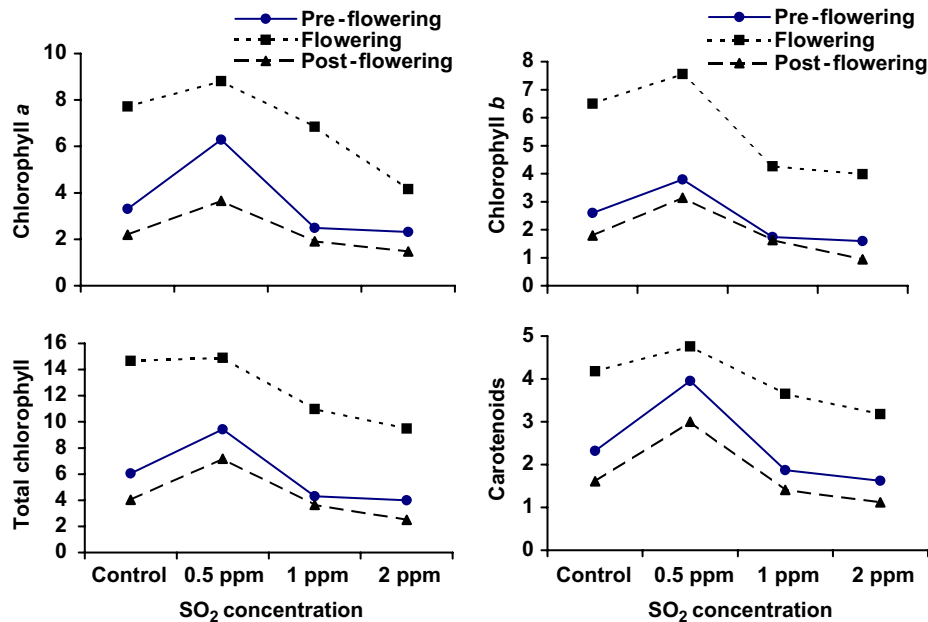 Pre-flowering
Flowering
Post-flowering
10
8
6
4
2
0
Chlorophyll a
Pre-flowering
Flowering
Post-flowering
8
7
6
5
4
3
2
1
0
Chlorophyll b
16
14
12
10
8
6
4
2
0
Total chlorophyll
Control 0.5 ppm 1 ppm 2 ppm
SO₂ concentration
5
4
3
2
1
0
Carotenoids
Control 0.5 ppm 1 ppm 2 ppm
SO₂ concentration